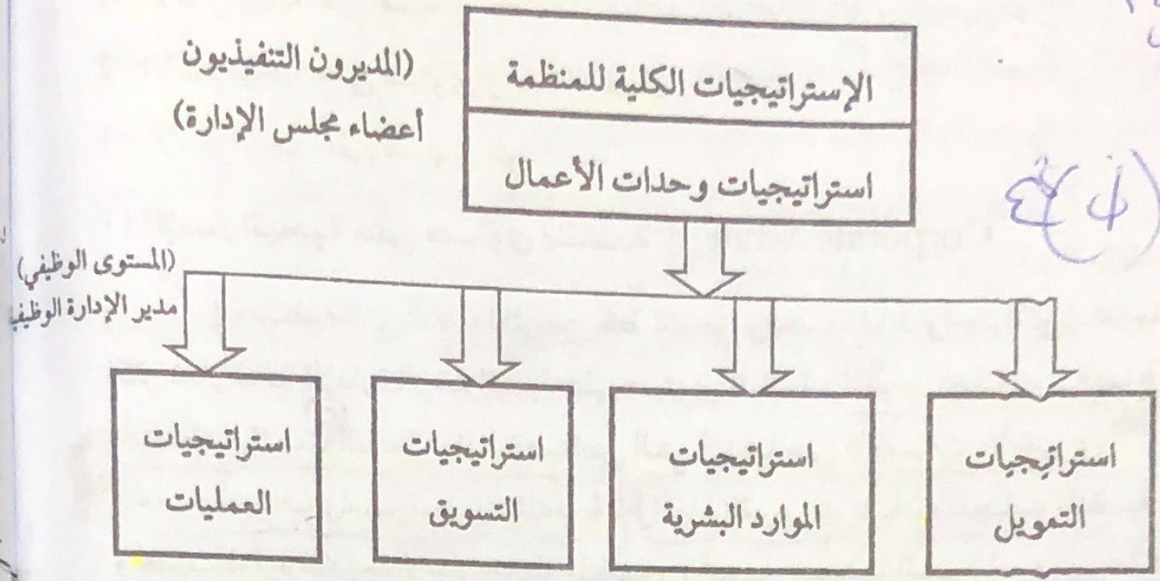 الإستراتيجيات الكلية للمنظمة
استراتيجيات وحدات الأعمال
(المديرون التنفيذيون
أعضاء مجلس الإدارة)
(المستوى الوظيفي)
مدير الإدارة الوظيفية
استراتيجيات
التمويل
استراتيجيات
الموارد البشرية
استراتيجيات
التسويق
استراتيجيات
العمليات